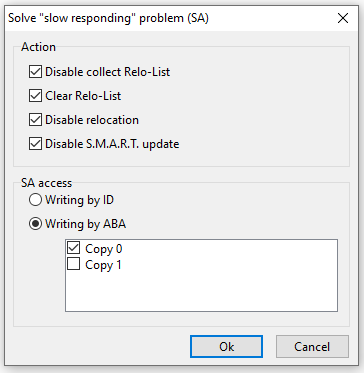 Solve "slow responding" problem (SA)
Action
Disable collect Relo-List
Clear Relo-List
Disable relocation
Disable S.M.A.R.T. update
SA access
Writing by ID
Writing by ABA
Copy 0
Copy 1
Ok Cancel